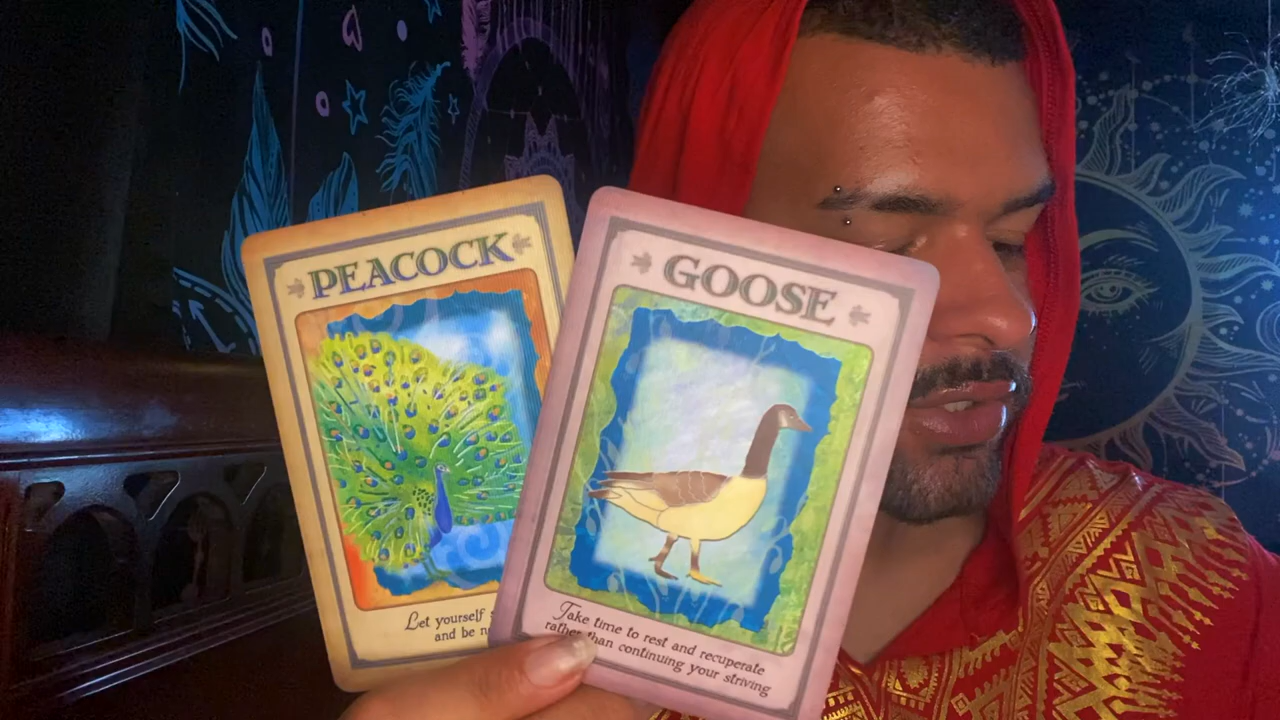 PEACOCK
Let yourself
and be
GOOSE
Take time to rest and recuperate
rather than continuing your striving